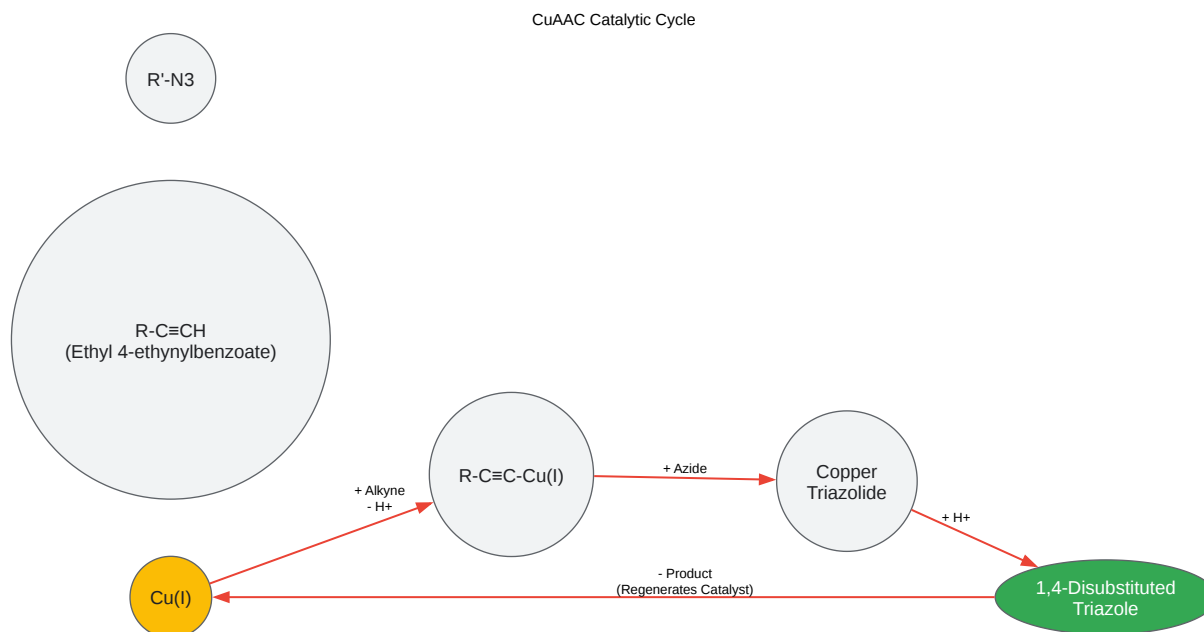 CuAAC Catalytic Cycle
R'-N3
R-C≡CH
(Ethyl 4-ethynylbenzoate)
+ Alkyne
- H+
R-C≡C-Cu(I)
+ Azide
Copper
Triazolide
+ H+
Cu(I)
- Product
(Regenerates Catalyst)
1,4-Disubstituted
Triazole